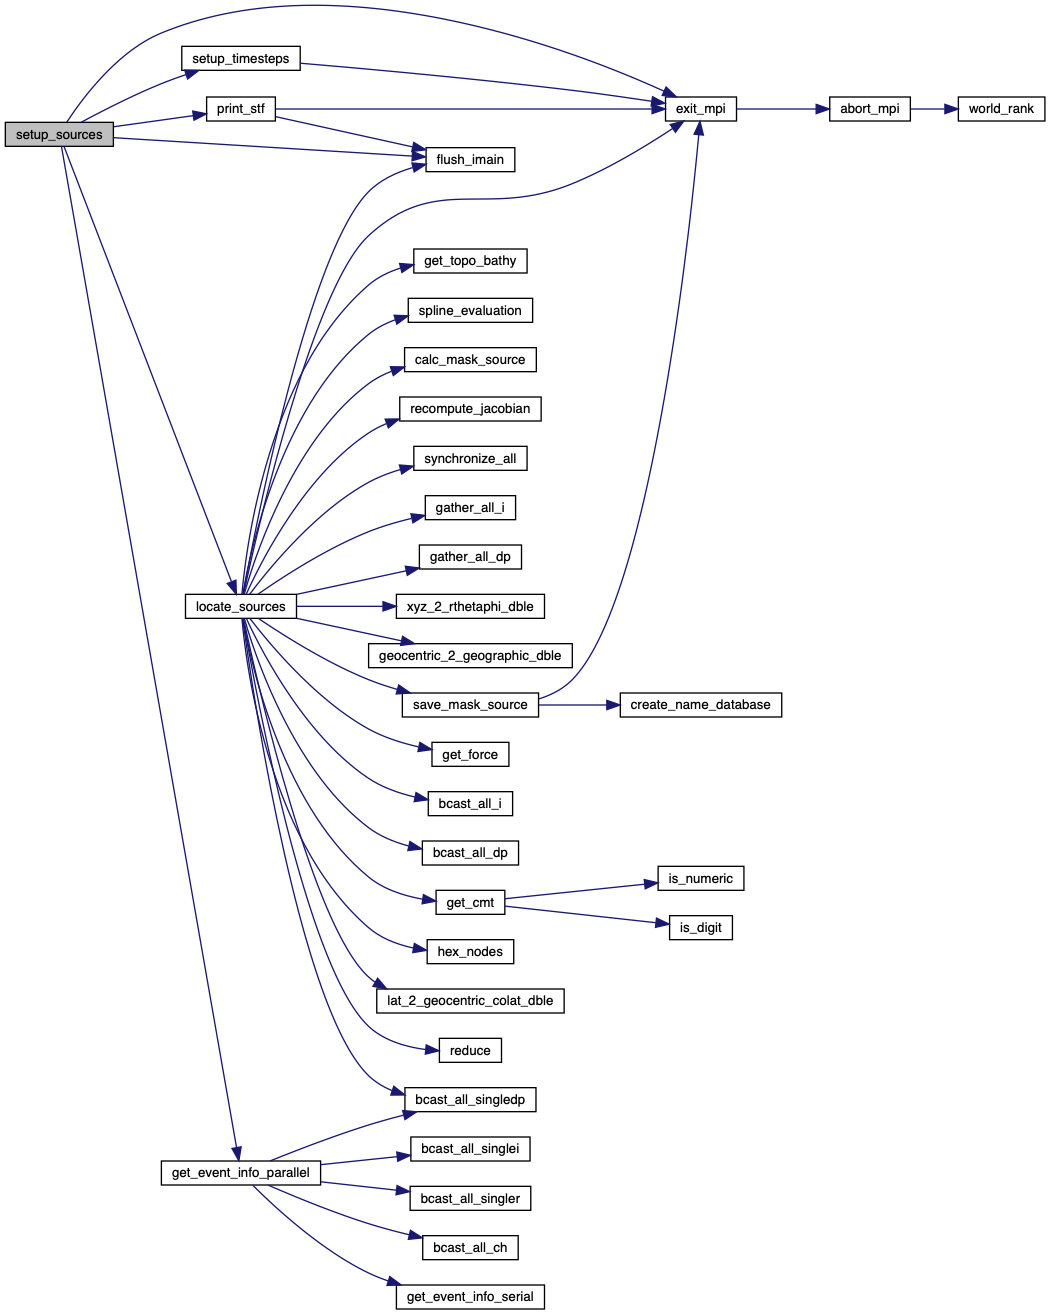 setup_timesteps
print_stf
exit_mpi
abort_mpi
world_rank
setup_sources
flush_imain
get_topo_bathy
spline_evaluation
calc_mask_source
recompute_jacobian
synchronize_all
gather_all_i
gather_all_dp
locate_sources
xyz_2_rthetaphi_dble
geocentric_2_geographic_dble
save_mask_source
create_name_database
get_force
bcast_all_i
bcast_all_dp
is_numeric
get_cmt
is_digit
hex_nodes
lat_2_geocentric_colat_dble
reduce
bcast_all_singledp
bcast_all_singlei
get_event_info_parallel
bcast_all_singler
bcast_all_ch
get_event_info_serial